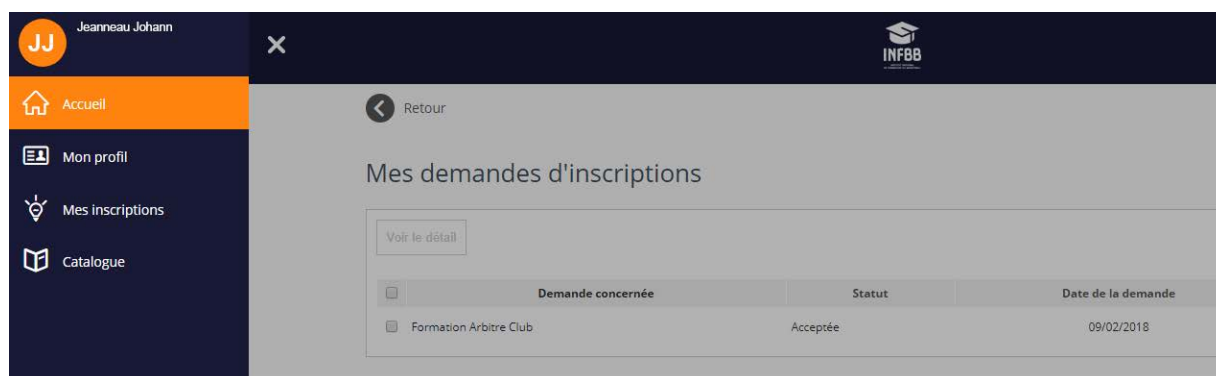 Jeanneau Johann
JJ
INFBB
Accueil
Retour
Mon profil
Mes demandes d'inscriptions
Mes inscriptions
Voir le détail
Catalogue
Demande concernée Statut Date de la demande
Formation Arbitre Club Acceptée 09/02/2018